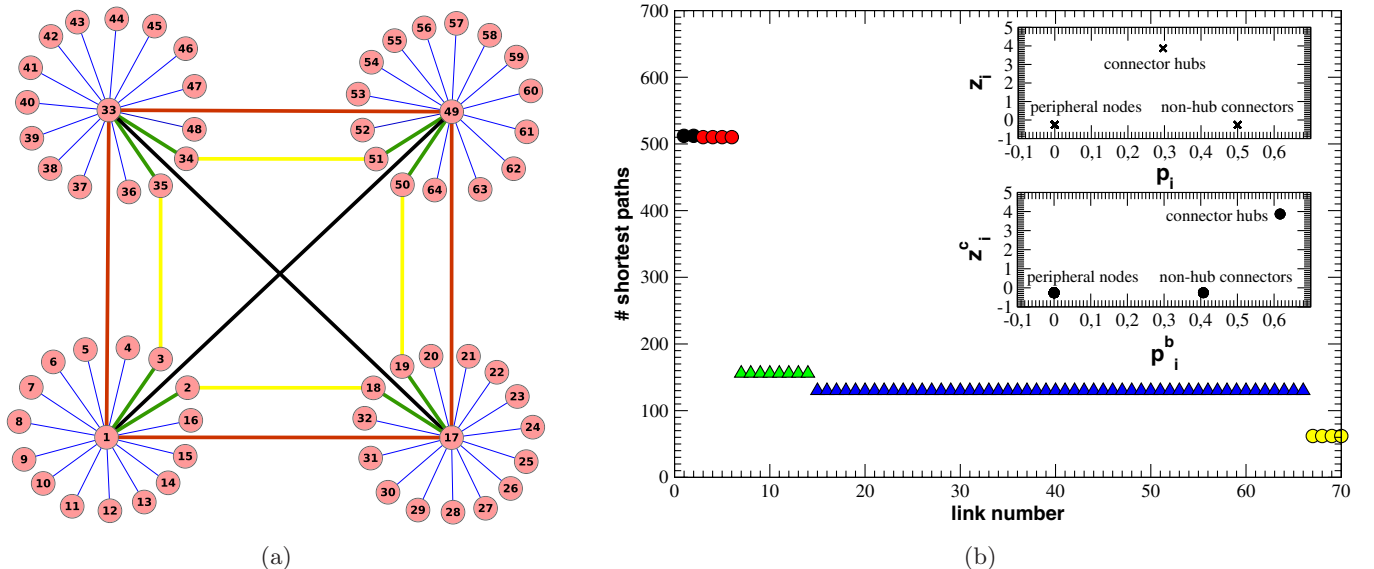 43 44 45
42 46
41 47
40 33
39 48
38 34
37 36 35
56 57 58
55 59
54 60
53 49
52 61
51 62
50 64 63
5 4 3
6 2
7 16
8 1
9 15
10 14
11 12 13
19 20 21
18 22
32 23
17 24
31 25
30 26
29 28 27
(a)
700
600
500
400
300
200
100
0
# shortest paths
0 10 20 30 40 50 60 70
link number
5
4
3
2
1
0
-1
z i
connector hubs
peripheral nodes non-hub connectors
-0,1 0 0,1 0,2 0,3 0,4 0,5 0,6
p i
5
4
3
2
1
0
-1
z c i
connector hubs
peripheral nodes non-hub connectors
-0,1 0 0,1 0,2 0,3 0,4 0,5 0,6
p b i
(b)